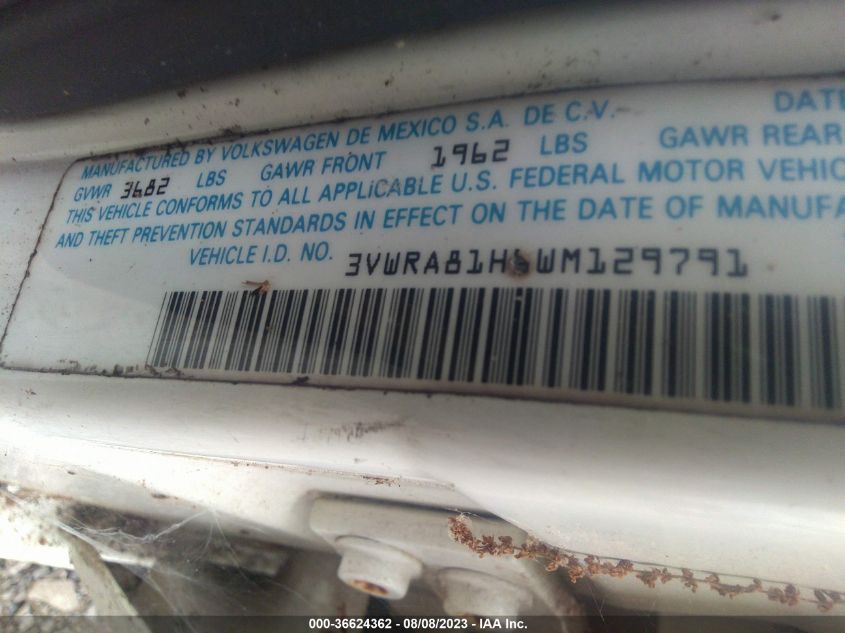 MANUFACTURED BY VOLKSWAGEN DE MEXICO S.A. DE C.V. DATE
GVWR 3682 LBS GAWR FRONT 1962 LBS GAWR REAR
THIS VEHICLE CONFORMS TO ALL APPLICABLE U.S. FEDERAL MOTOR VEHIC
AND THEFT PREVENTION STANDARDS IN EFFECT ON THE DATE OF MANUFA
VEHICLE I.D. NO. 3VWRA81H6WM129791
000-36624362 - 08/08/2023 - IAA Inc.